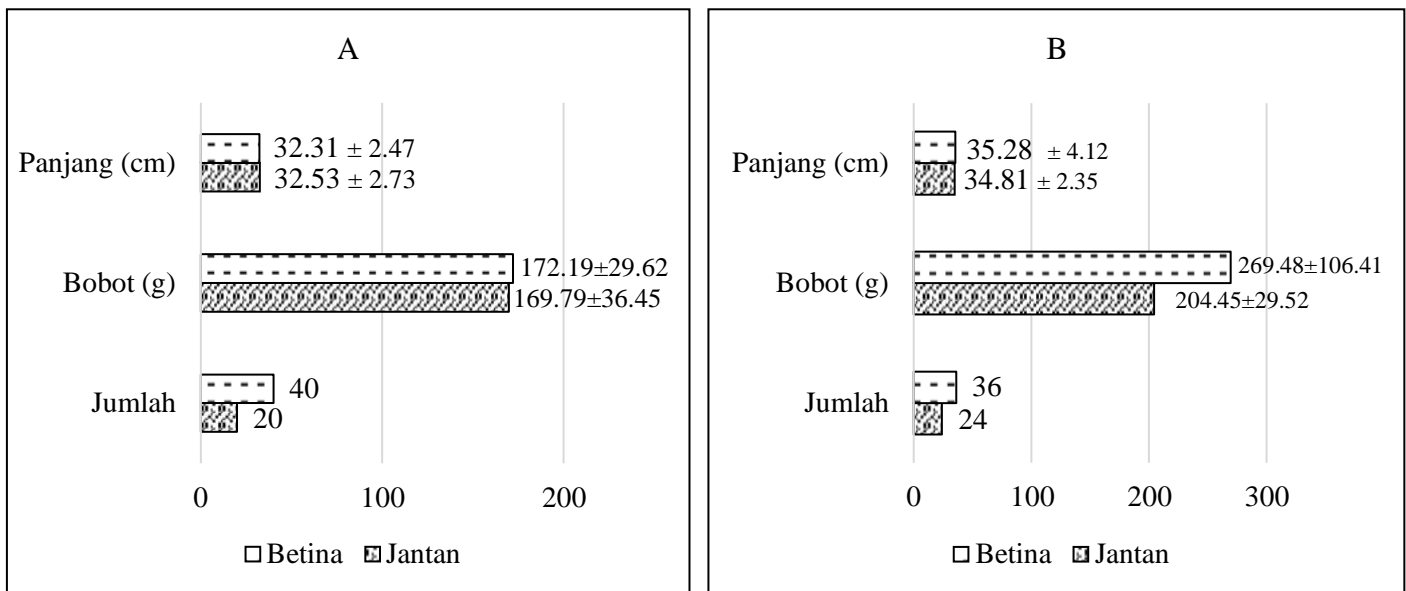 A
Panjang (cm)
32.31 ± 2.47
32.53 ± 2.73
Bobot (g)
172.19±29.62
169.79±36.45
Jumlah
40
20
0 100 200
Betina Jantan
B
Panjang (cm)
35.28 ± 4.12
34.81 ± 2.35
Bobot (g)
269.48±106.41
204.45±29.52
Jumlah
36
24
0 100 200 300
Betina Jantan